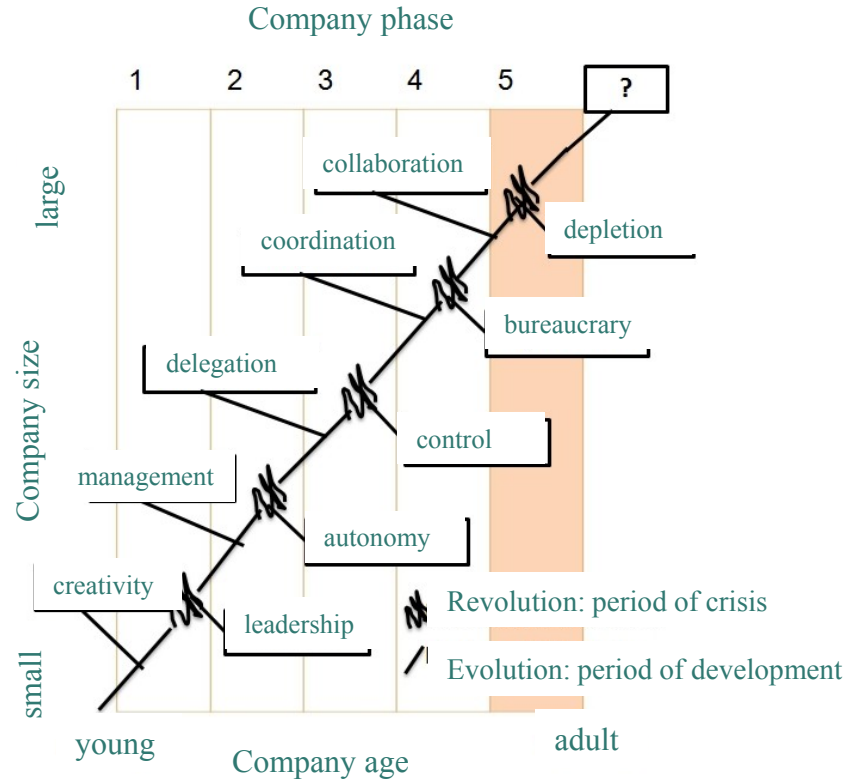 Company phase
1 2 3 4 5
?
collaboration
large
depletion
coordination
bureaucrary
delegation
Company size
control
management
autonomy
creativity
Revolution: period of crisis
leadership
Evolution: period of development
small
young
adult
Company age